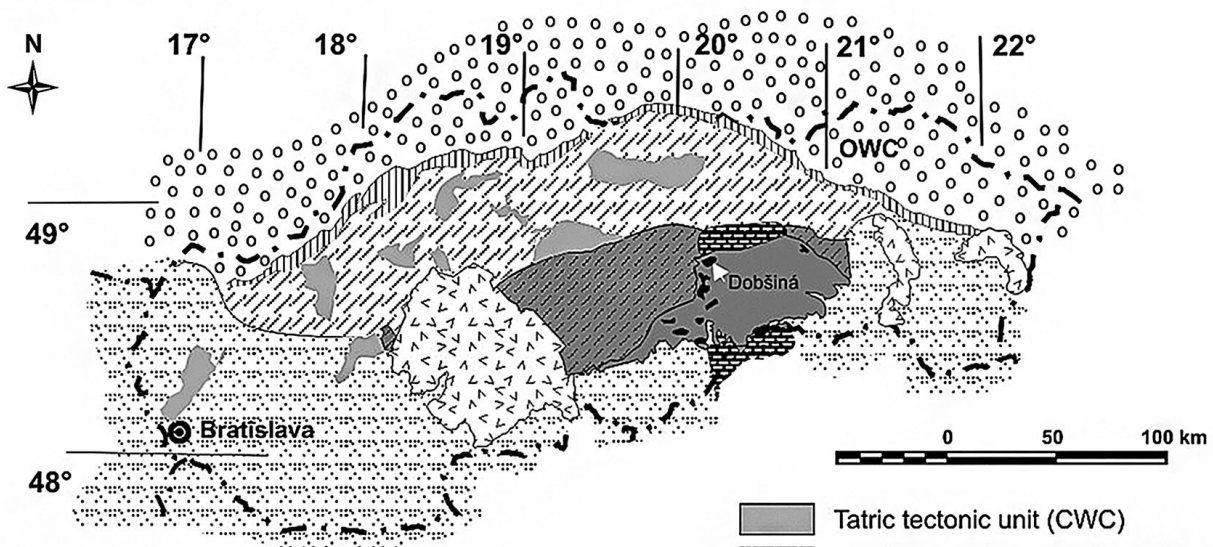 N
17°
18°
19°
20°
21°
22°
OWC
49°
Dobšiná
Bratislava
48°
0 50 100 km
Tatric tectonic unit (CWC)